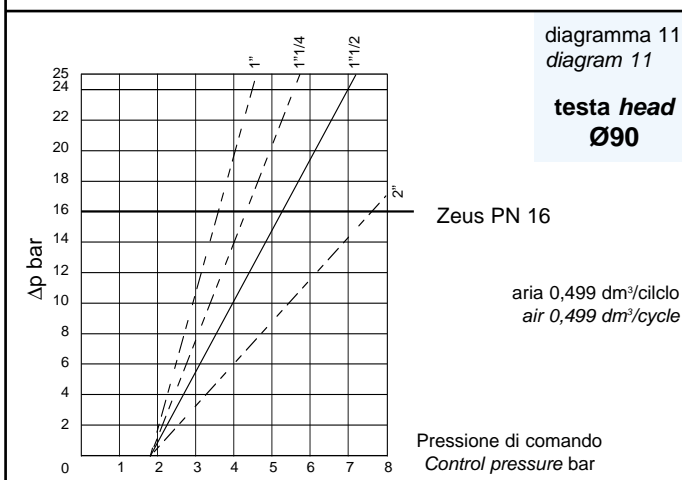 diagramma 11
diagram 11
testa head
Ø90
1"
1"1/4
1"1/2
2"
25
24
22
20
18
16
14
12
10
8
6
4
2
0
Δp bar
Zeus PN 16
aria 0,499 dm³/cilclo
air 0,499 dm³/cycle
1 2 3 4 5 6 7 8
Pressione di comando
Control pressure bar